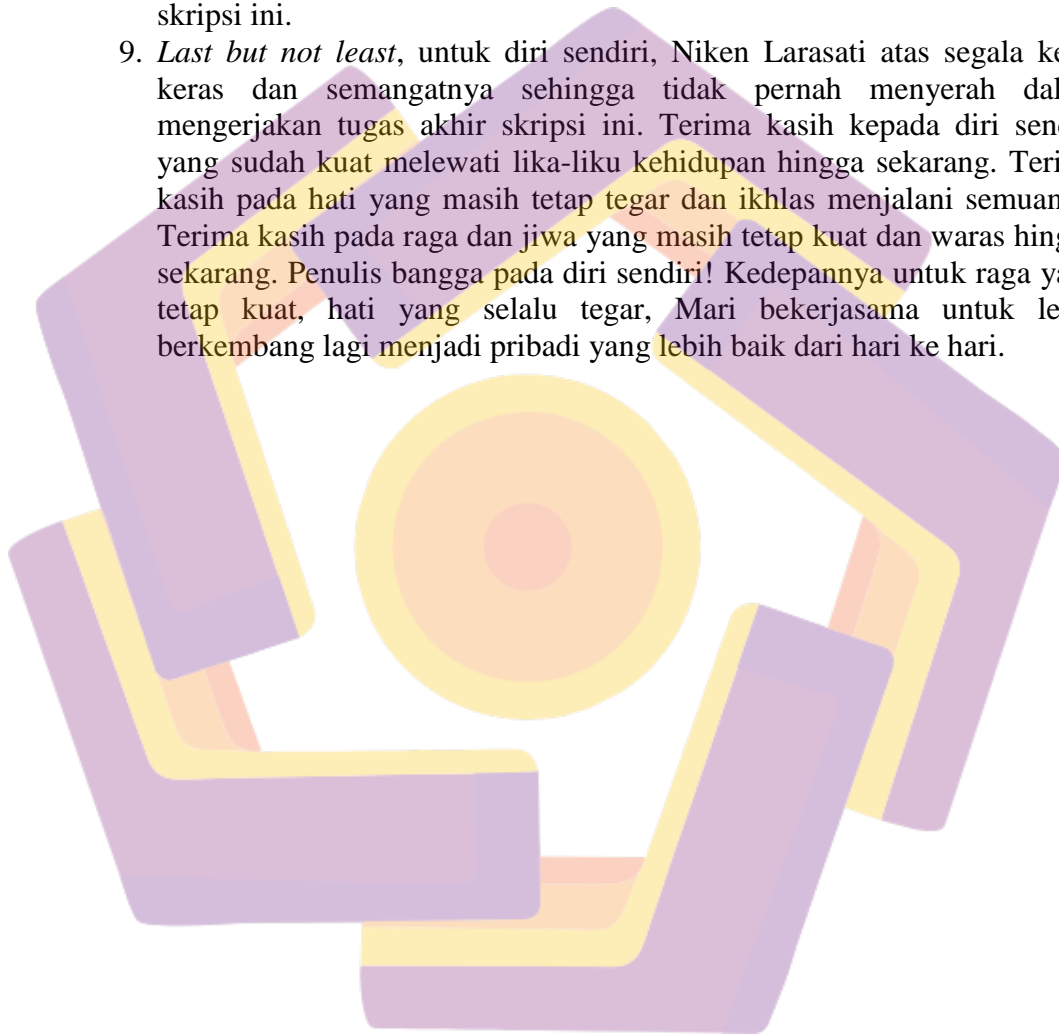 skripsi ini.
9. Last but not least, untuk diri sendiri, Niken Larasati atas segala ke
keras dan semangatnya sehingga tidak pernah menyerah dal
mengerjakan tugas akhir skripsi ini. Terima kasih kepada diri send
yang sudah kuat melewati lika-liku kehidupan hingga sekarang. Teri
kasih pada hati yang masih tetap tegar dan ikhlas menjalani semuan
Terima kasih pada raga dan jiwa yang masih tetap kuat dan waras hing
sekarang. Penulis bangga pada diri sendiri! Kedepannya untuk raga ya
tetap kuat, hati yang selalu tegar, Mari bekerjasama untuk le
berkembang lagi menjadi pribadi yang lebih baik dari hari ke hari.